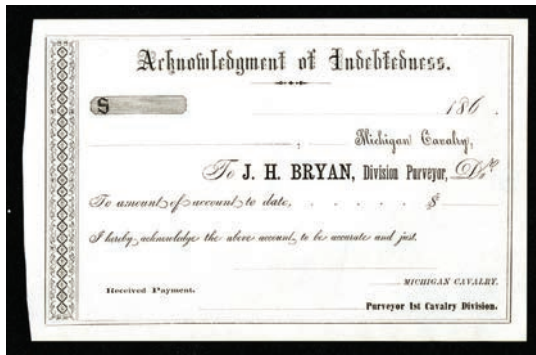 Acknowledgment of Indebtedness.
$
186 .
, Michigan Cavalry,
To J. H. BRYAN, Division Purveyor, Dr.
To amount of account to date, . . . . . $
I hereby acknowledge the above account to be accurate and just.
MICHIGAN CAVALRY.
Received Payment.
Purveyor 1st Cavalry Division.